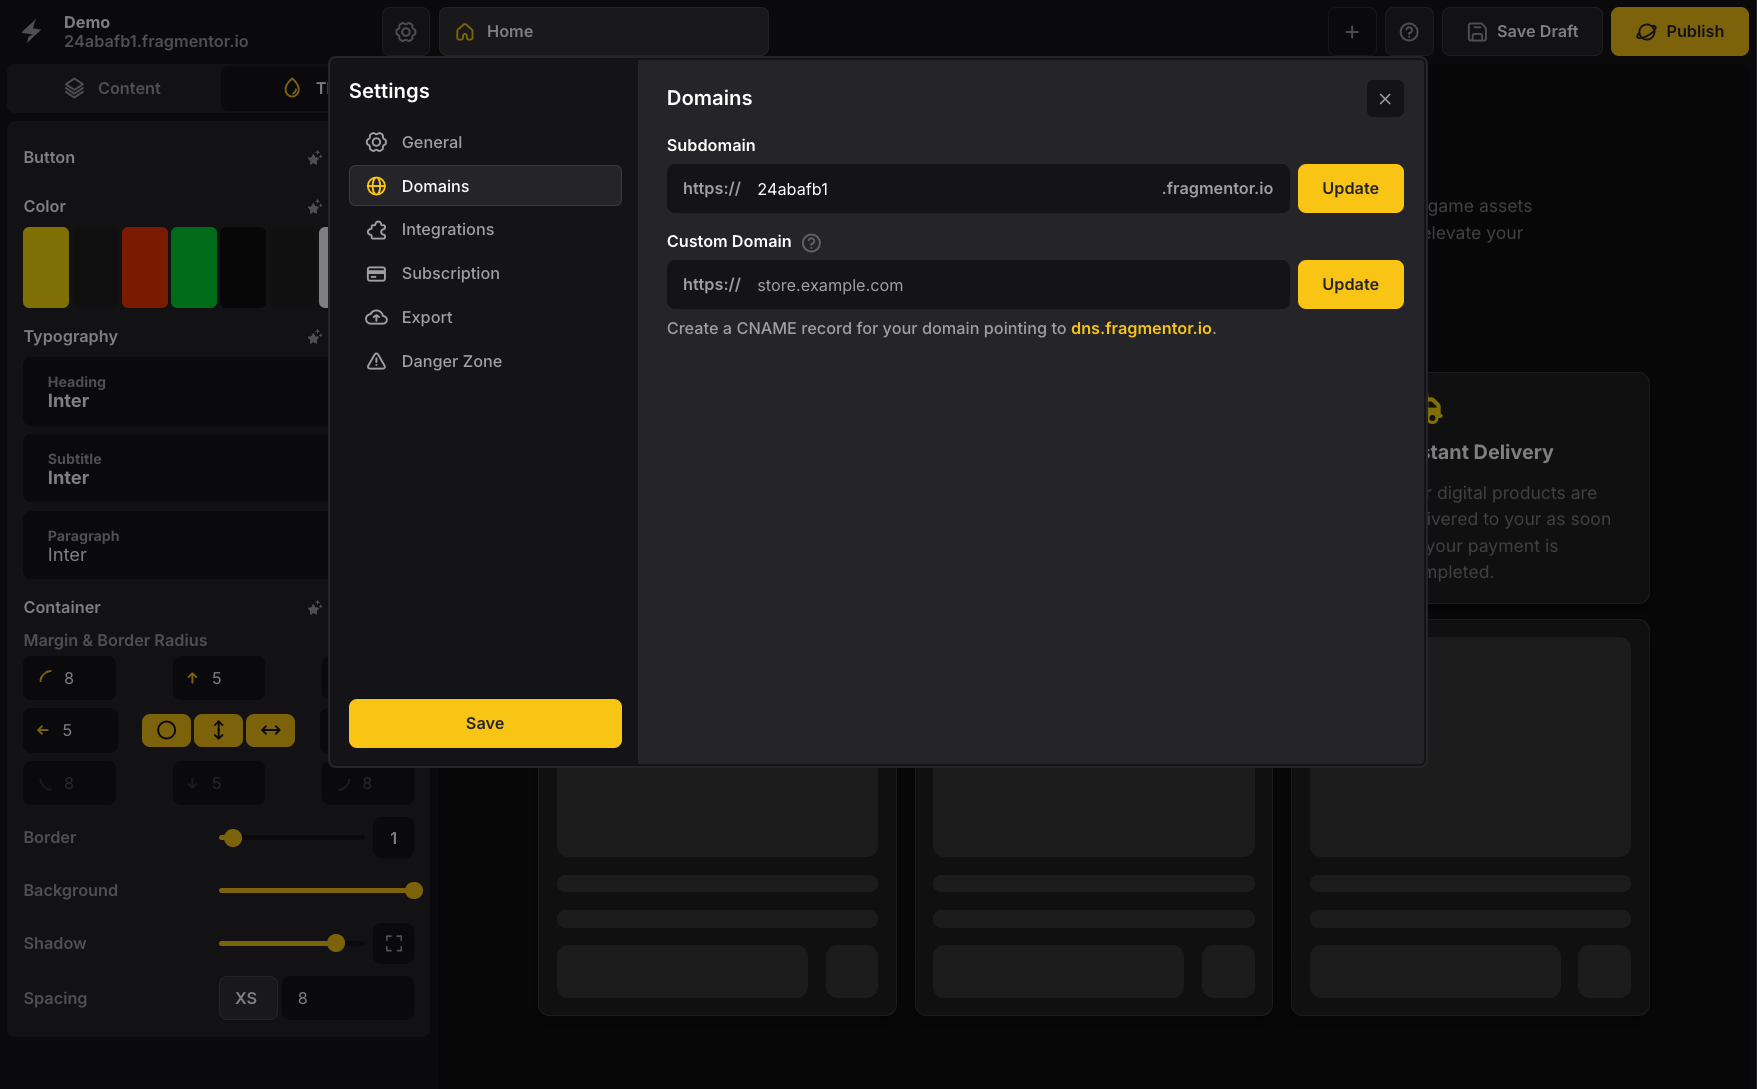 Demo
24abafb1.fragmentor.io
Home
Save Draft
Publish
Content
Button
Color
Typography
Heading
Inter
Subtitle
Inter
Paragraph
Inter
Container
Margin & Border Radius
8
5
5
8
5
8
Border
1
Background
Shadow
Spacing
XS
8
Settings
General
Domains
Integrations
Subscription
Export
Danger Zone
Save
Domains
Subdomain
https://
24abafb1
.fragmentor.io
Update
Custom Domain
https://
store.example.com
Update
Create a CNAME record for your domain pointing to dns.fragmentor.io.
game assets
your
Delivery
digital products are
to your as soon
your payment is